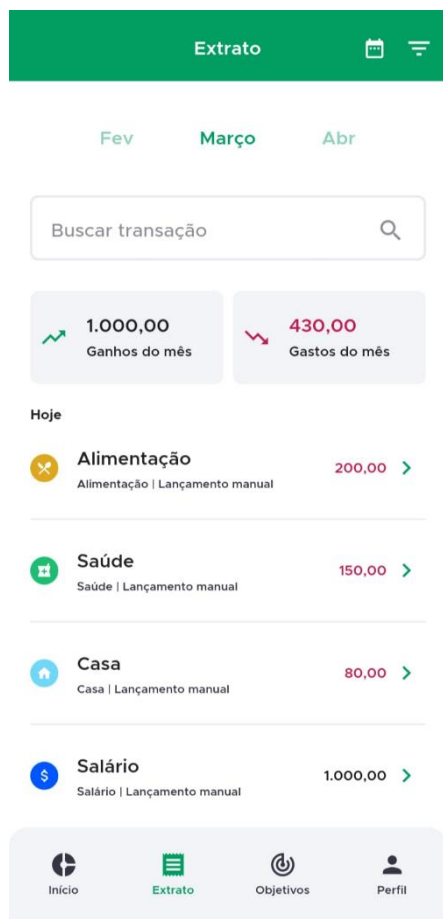 Extrato
Fev Março Abr
Buscar transação
1.000,00
Ganhos do mês
430,00
Gastos do mês
Hoje
Alimentação
Alimentação | Lançamento manual
200,00
Saúde
Saúde | Lançamento manual
150,00
Casa
Casa | Lançamento manual
80,00
Salário
Salário | Lançamento manual
1.000,00
Início Extrato Objetivos Perfil